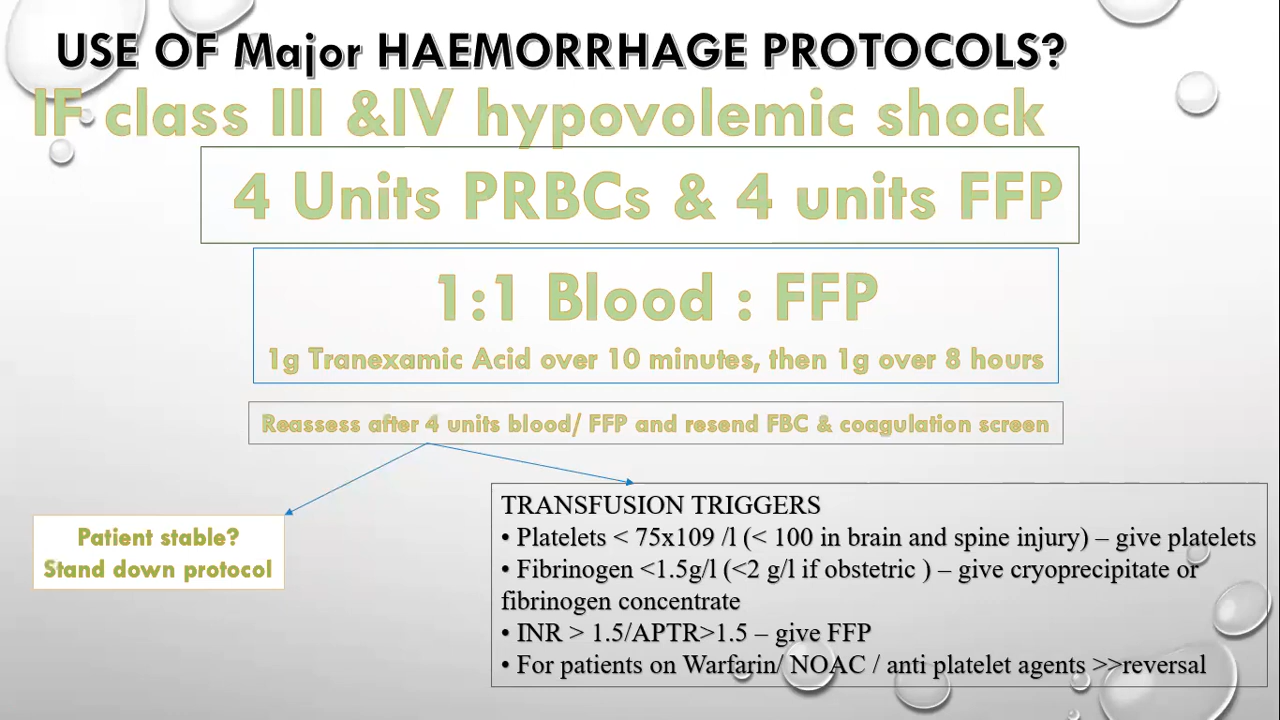 USE OF Major HAEMORRHAGE PROTOCOLS?
IF class III &IV hypovolemic shock
4 Units PRBCs & 4 units FFP
1:1 Blood : FFP
1g Tranexamic Acid over 10 minutes, then 1g over 8 hours
Reassess after 4 units blood/ FFP and resend FBC & coagulation screen
Patient stable?
Stand down protocol
TRANSFUSION TRIGGERS
• Platelets < 75x109 /l (< 100 in brain and spine injury) – give platelets
• Fibrinogen <1.5g/l (<2 g/l if obstetric ) – give cryoprecipitate or
fibrinogen concentrate
• INR > 1.5/APTR>1.5 – give FFP
• For patients on Warfarin/ NOAC / anti platelet agents >>reversal